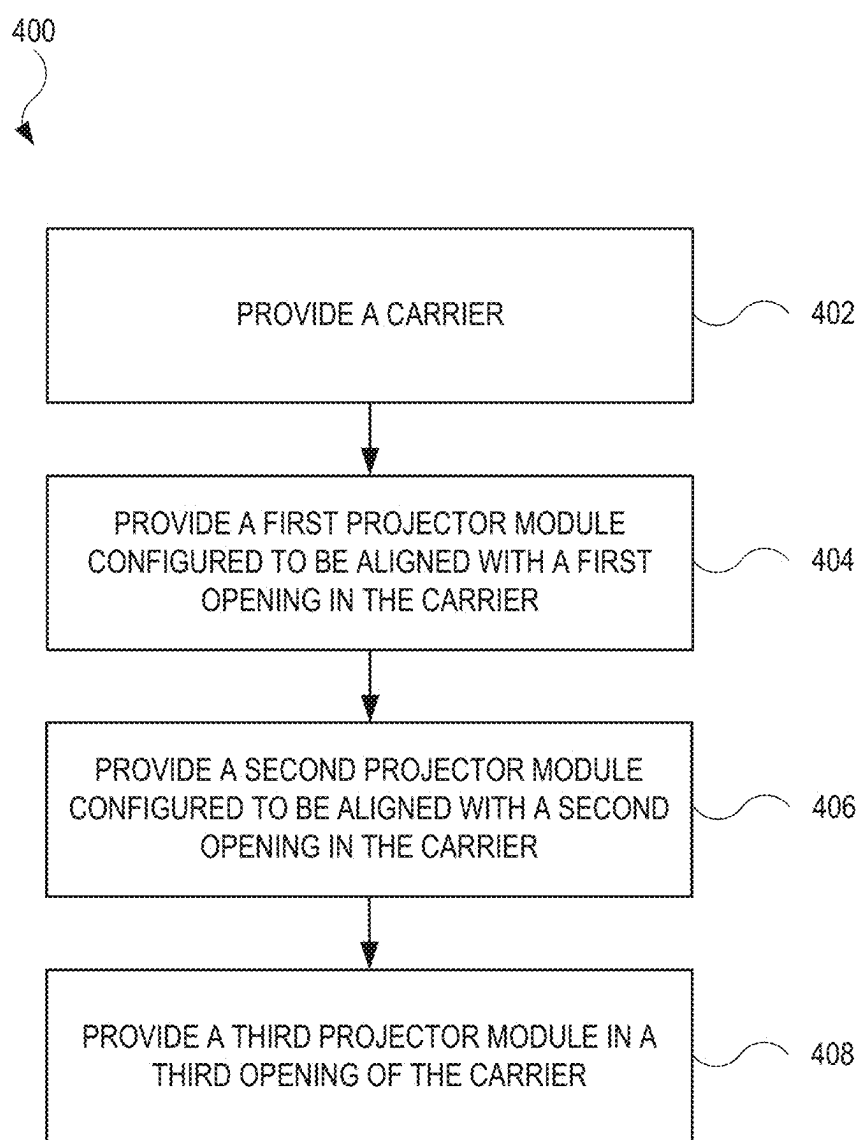 400
PROVIDE A CARRIER
402
PROVIDE A FIRST PROJECTOR MODULE
CONFIGURED TO BE ALIGNED WITH A FIRST
OPENING IN THE CARRIER
404
PROVIDE A SECOND PROJECTOR MODULE
CONFIGURED TO BE ALIGNED WITH A SECOND
OPENING IN THE CARRIER
406
PROVIDE A THIRD PROJECTOR MODULE IN A
THIRD OPENING OF THE CARRIER
408